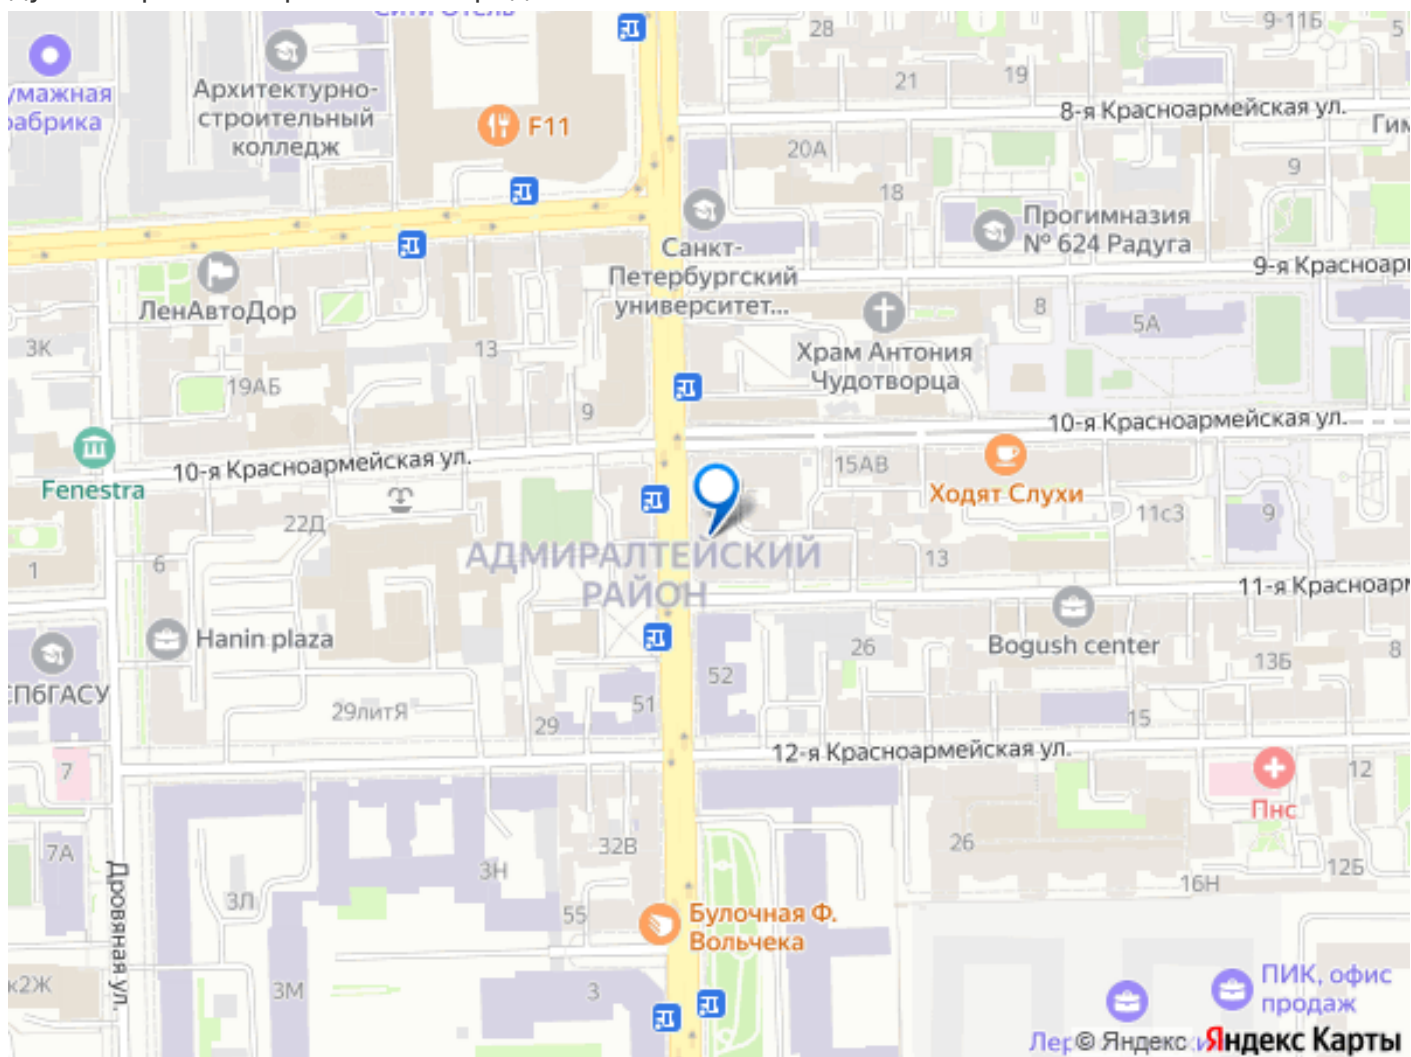 28
9-11Б
5
21
19
умажная
фабрика
Архитектурно-
строительный
колледж
F11
8-я Красноармейская ул.
Гим
20А
18
9
Прогимназия
№ 624 Радуга
Санкт-
Петербургский
университет...
9-я Красноарм
ЛенАвтоДор
8
5А
3К
13
Храм Антония
Чудотворца
19АБ
9
10-я Красноармейская ул.
10-я Красноармейская ул.
15АВ
Fenestra
Ходят Слухи
22Д
11с3
9
АДМИРАЛТЕЙСКИЙ
РАЙОН
13
1
6
11-я Красноарм
Hanin plaza
Bogush center
26
13Б
8
СПбГАСУ
52
51
29литЯ
29
15
12-я Красноармейская ул.
7
12
Пнс
7А
32В
26
3Н
12Б
16Н
Дровяная ул.
3Л
55
Булочная Ф.
Вольчека
к2Ж
3М
3
ПИК, офис
продаж
Лер
© Яндекс
Яндекс Карты